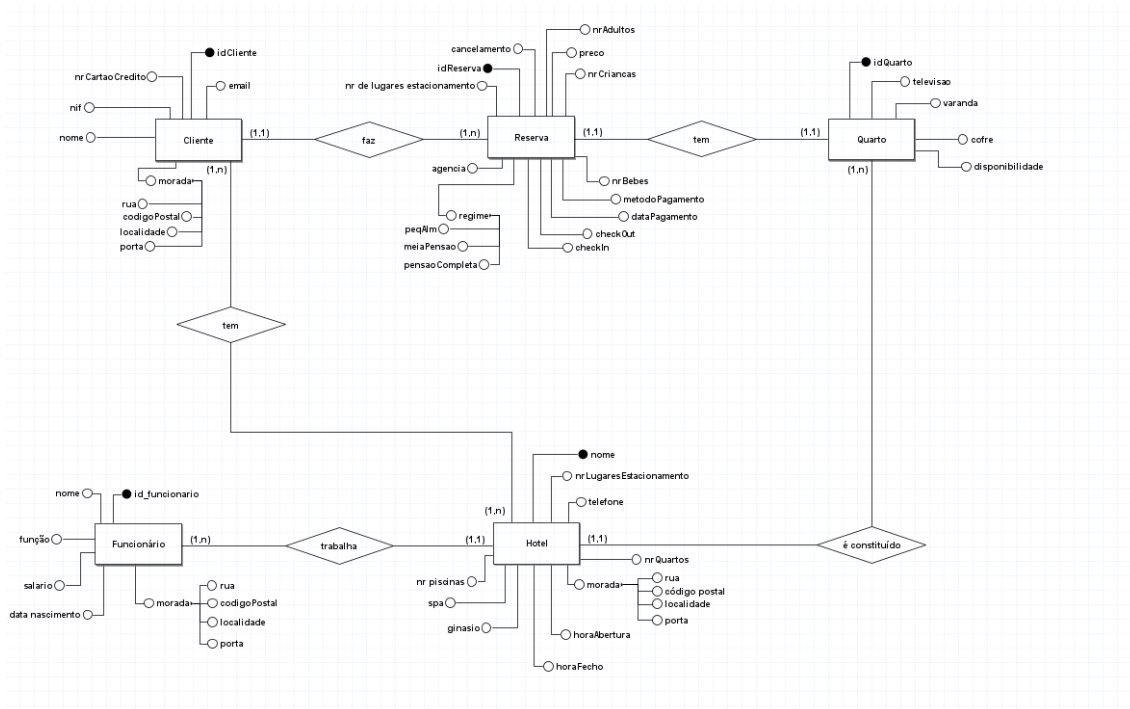 nrAdultos
cancelamento
preco
idCliente
idReserva
nrCriancas
nrCartaoCredito
email
nr de lugares estacionamento
nif
nome
Cliente
(1,1)
faz
(1,n)
Reserva
(1,1)
tem
(1,1)
Quarto
idQuarto
televisao
varanda
cofre
disponibilidade
(1,n)
(1,n)
morada
rua
codigoPostal
localidade
porta
agencia
regime
peqAlm
meiaPensao
pensaoCompleta
nrBebes
metodoPagamento
dataPagamento
checkOut
checkIn
tem
nome
nrLugaresEstacionamento
telefone
(1,n)
nome
id_funcionario
função
Funcionário
(1,n)
trabalha
(1,1)
Hotel
(1,1)
é constituído
salario
data nascimento
morada
rua
codigoPostal
localidade
porta
nr piscinas
spa
ginasio
nrQuartos
morada
rua
código postal
localidade
porta
horaAbertura
horaFecho